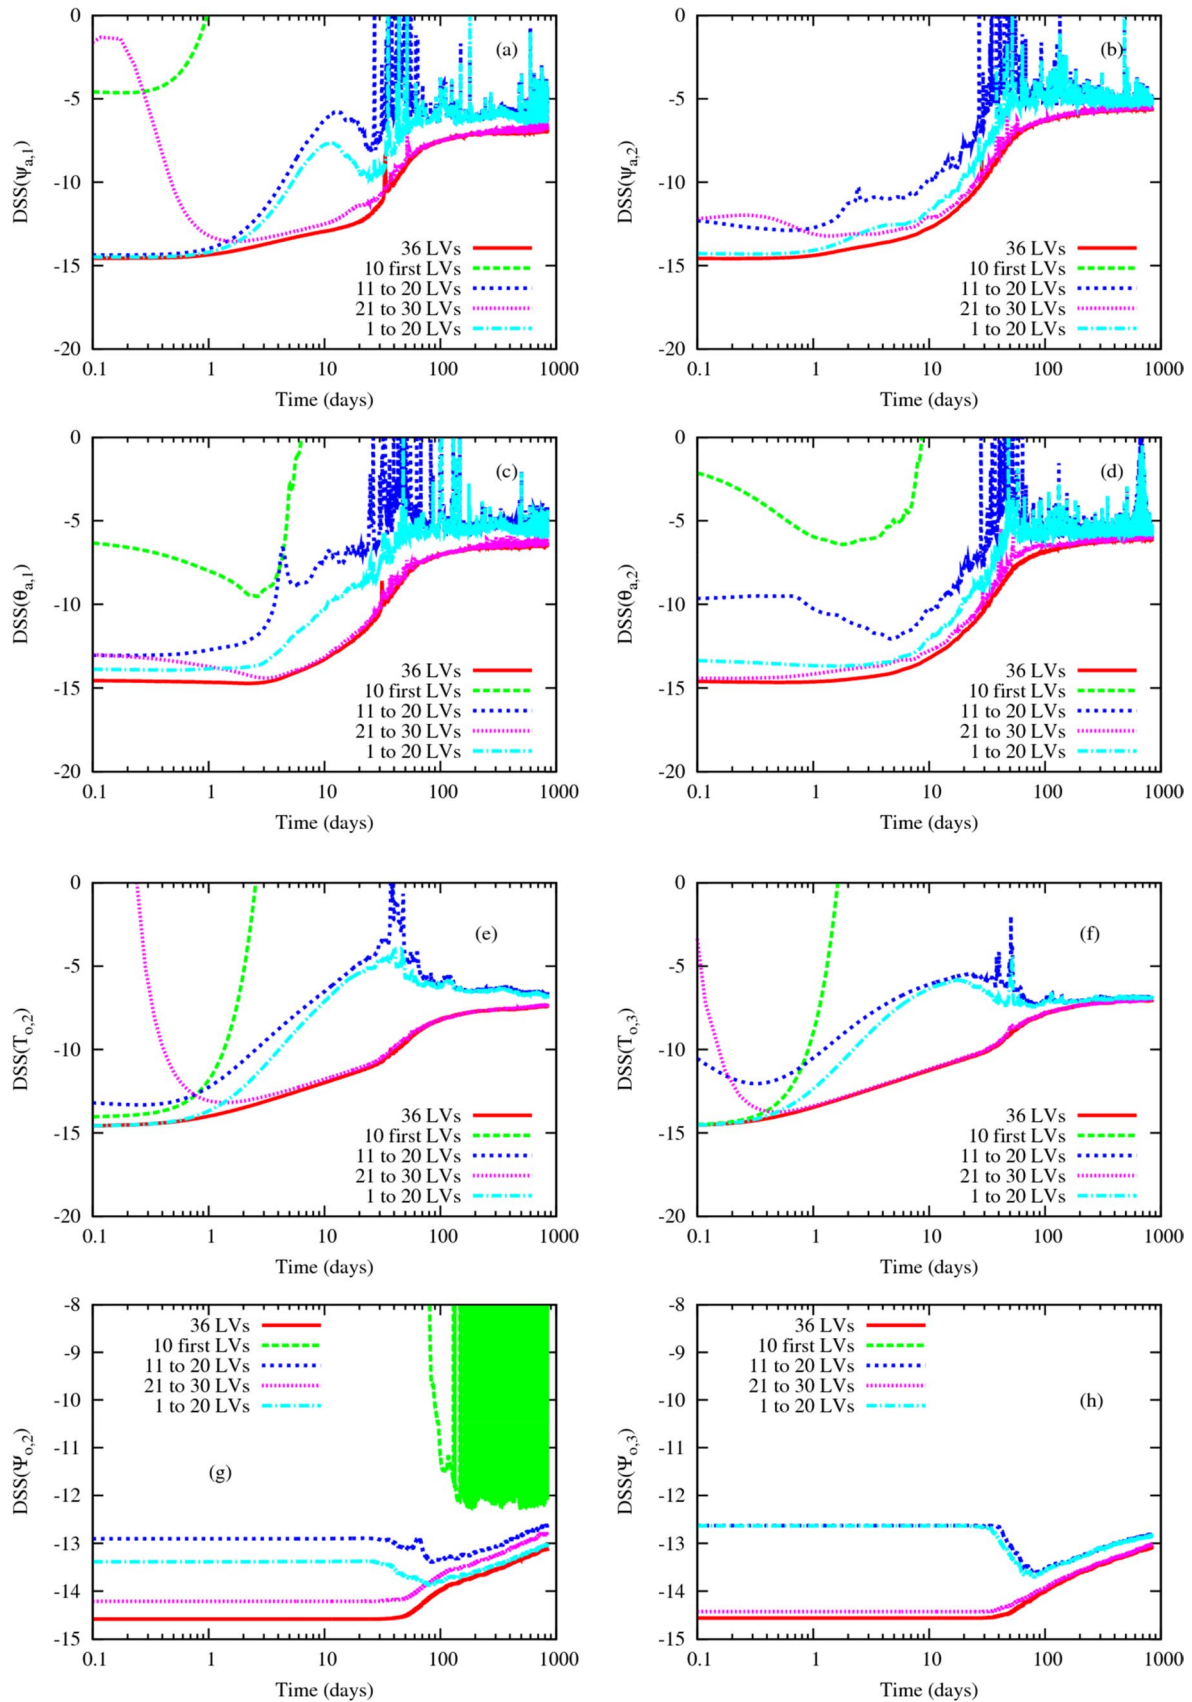 0
-5
-10
-15
-20
DSS(ψa,1)
(a)
36 LVs
10 first LVs
11 to 20 LVs
21 to 30 LVs
1 to 20 LVs
0.1 1 10 100 1000
Time (days)
0
-5
-10
-15
-20
DSS(ψa,2)
(b)
36 LVs
10 first LVs
11 to 20 LVs
21 to 30 LVs
1 to 20 LVs
0.1 1 10 100 1000
Time (days)
0
-5
-10
-15
-20
DSS(θa,1)
(c)
36 LVs
10 first LVs
11 to 20 LVs
21 to 30 LVs
1 to 20 LVs
0.1 1 10 100 1000
Time (days)
0
-5
-10
-15
-20
DSS(θa,2)
(d)
36 LVs
10 first LVs
11 to 20 LVs
21 to 30 LVs
1 to 20 LVs
0.1 1 10 100 1000
Time (days)
0
-5
-10
-15
-20
DSS(To,2)
(e)
36 LVs
10 first LVs
11 to 20 LVs
21 to 30 LVs
1 to 20 LVs
0.1 1 10 100 1000
Time (days)
0
-5
-10
-15
-20
DSS(To,3)
(f)
36 LVs
10 first LVs
11 to 20 LVs
21 to 30 LVs
1 to 20 LVs
0.1 1 10 100 1000
Time (days)
-8
-9
-10
-11
-12
-13
-14
-15
DSS(Ψo,2)
36 LVs
10 first LVs
11 to 20 LVs
21 to 30 LVs
1 to 20 LVs
(g)
0.1 1 10 100 1000
Time (days)
-8
-9
-10
-11
-12
-13
-14
-15
DSS(Ψo,3)
36 LVs
10 first LVs
11 to 20 LVs
21 to 30 LVs
1 to 20 LVs
(h)
0.1 1 10 100 1000
Time (days)